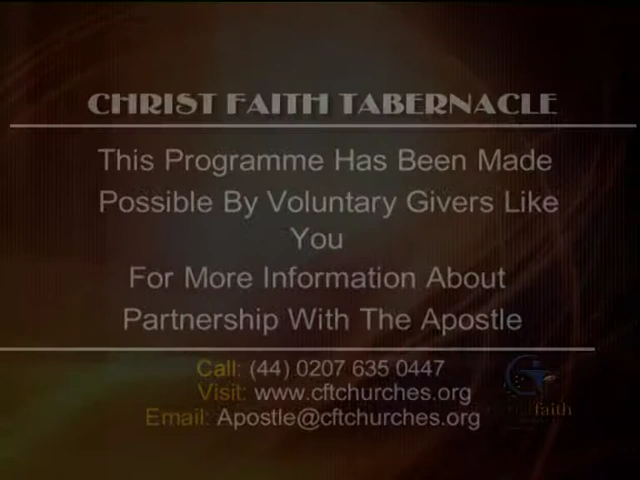 CHRIST FAITH TABERNACLE
This Programme Has Been Made
Possible By Voluntary Givers Like
You
For More Information About
Partnership With The Apostle
Call: (44) 0207 635 0447
Visit: www.cftchurches.org
Email: Apostle@cftchurches.org
faith